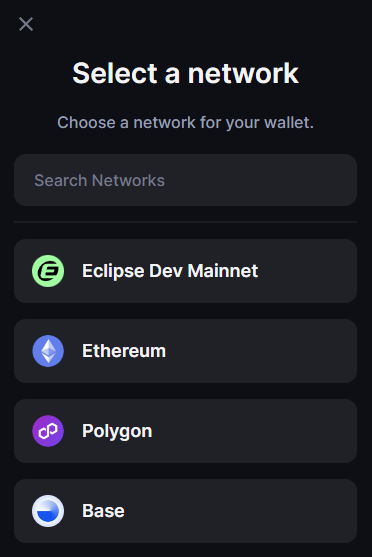 Select a network
Choose a network for your wallet.
Search Networks
Eclipse Dev Mainnet
Ethereum
Polygon
Base